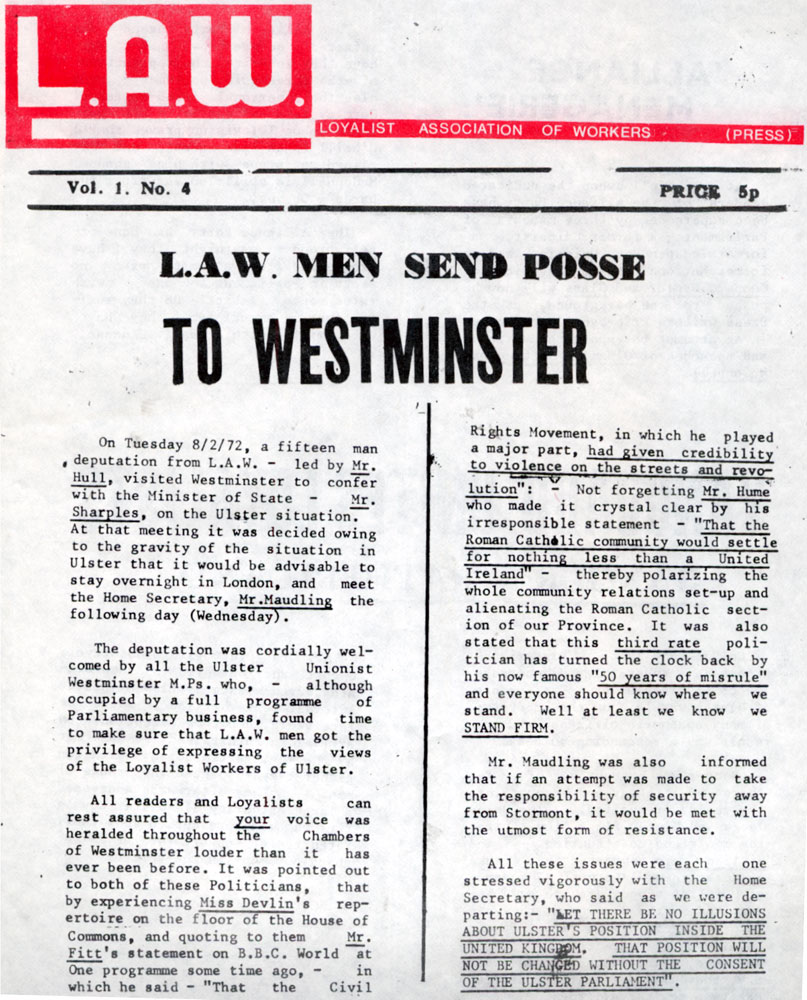 L.A.W.
LOYALIST ASSOCIATION OF WORKERS (PRESS)
Vol. 1. No. 4 PRICE 5p
L.A.W. MEN SEND POSSE
TO WESTMINSTER
On Tuesday 8/2/72, a fifteen man
deputation from L.A.W. - led by Mr.
Hull, visited Westminster to confer
with the Minister of State - Mr.
Sharples, on the Ulster situation.
At that meeting it was decided owing
to the gravity of the situation in
Ulster that it would be advisable to
stay overnight in London, and meet
the Home Secretary, Mr.Maudling the
following day (Wednesday).
The deputation was cordially wel-
comed by all the Ulster Unionist
Westminster M.Ps. who, - although
occupied by a full programme of
Parliamentary business, found time
to make sure that L.A.W. men got the
privilege of expressing the views
of the Loyalist Workers of Ulster.
All readers and Loyalists can
rest assured that your voice was
heralded throughout the Chambers
of Westminster louder than it has
ever been before. It was pointed out
to both of these Politicians, that
by experiencing Miss Devlin's rep-
ertoire on the floor of the House of
Commons, and quoting to them Mr.
Fitt's statement on B.B.C. World at
One programme some time ago, - in
which he said - "That the Civil
Rights Movement, in which he played
a major part, had given credibility
to violence on the streets and revo-
lution": - Not forgetting Mr. Hume
who made it crystal clear by his
irresponsible statement - "That the
Roman Catholic community would settle
for nothing less than a United
Ireland" - thereby polarizing the
whole community relations set-up and
alienating the Roman Catholic sect-
ion of our Province. It was also
stated that this third rate poli-
tician has turned the clock back by
his now famous "50 years of misrule"
and everyone should know where we
stand. Well at least we know we
STAND FIRM.
Mr. Maudling was also informed
that if an attempt was made to take
the responsibility of security away
from Stormont, it would be met with
the utmost form of resistance.
All these issues were each one
stressed vigorously with the Home
Secretary, who said as we were de-
parting:- "LET THERE BE NO ILLUSIONS
ABOUT ULSTER'S POSITION INSIDE THE
UNITED KINGDOM. THAT POSITION WILL
NOT BE CHANGED WITHOUT THE CONSENT
OF THE ULSTER PARLIAMENT".